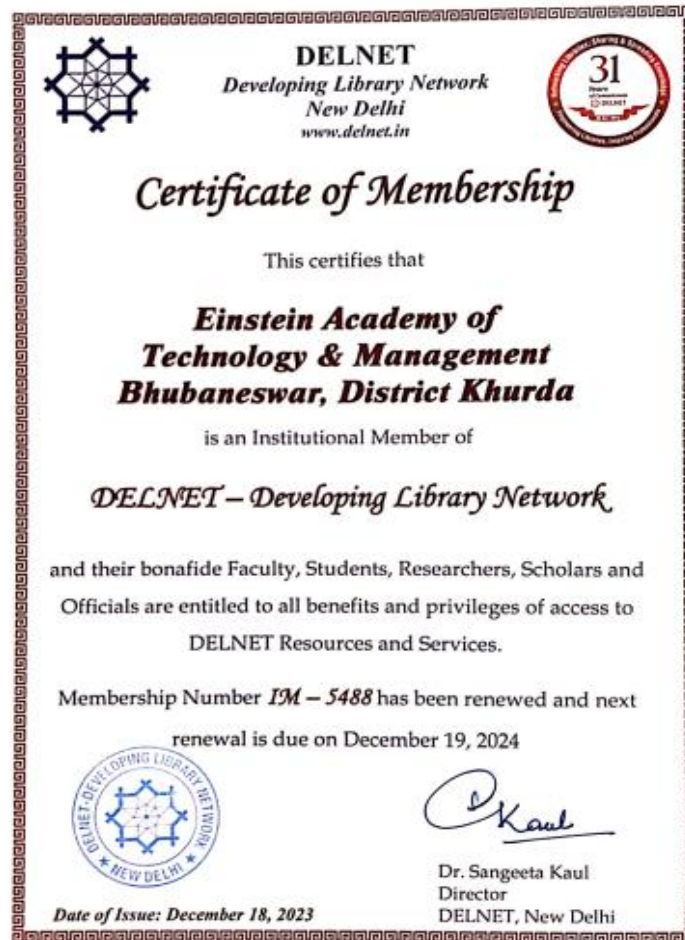 DELNET
Developing Library Network
New Delhi
www.delnet.in
31
Years
DELNET
Certificate of Membership
This certifies that
Einstein Academy of
Technology & Management
Bhubaneswar, District Khurda
is an Institutional Member of
DELNET – Developing Library Network
and their bonafide Faculty, Students, Researchers, Scholars and
Officials are entitled to all benefits and privileges of access to
DELNET Resources and Services.
Membership Number IM – 5488 has been renewed and next
renewal is due on December 19, 2024
DELNET-DEVELOPING LIBRARY NETWORK
NEW DELHI
Kaul
Dr. Sangeeta Kaul
Director
DELNET, New Delhi
Date of Issue: December 18, 2023